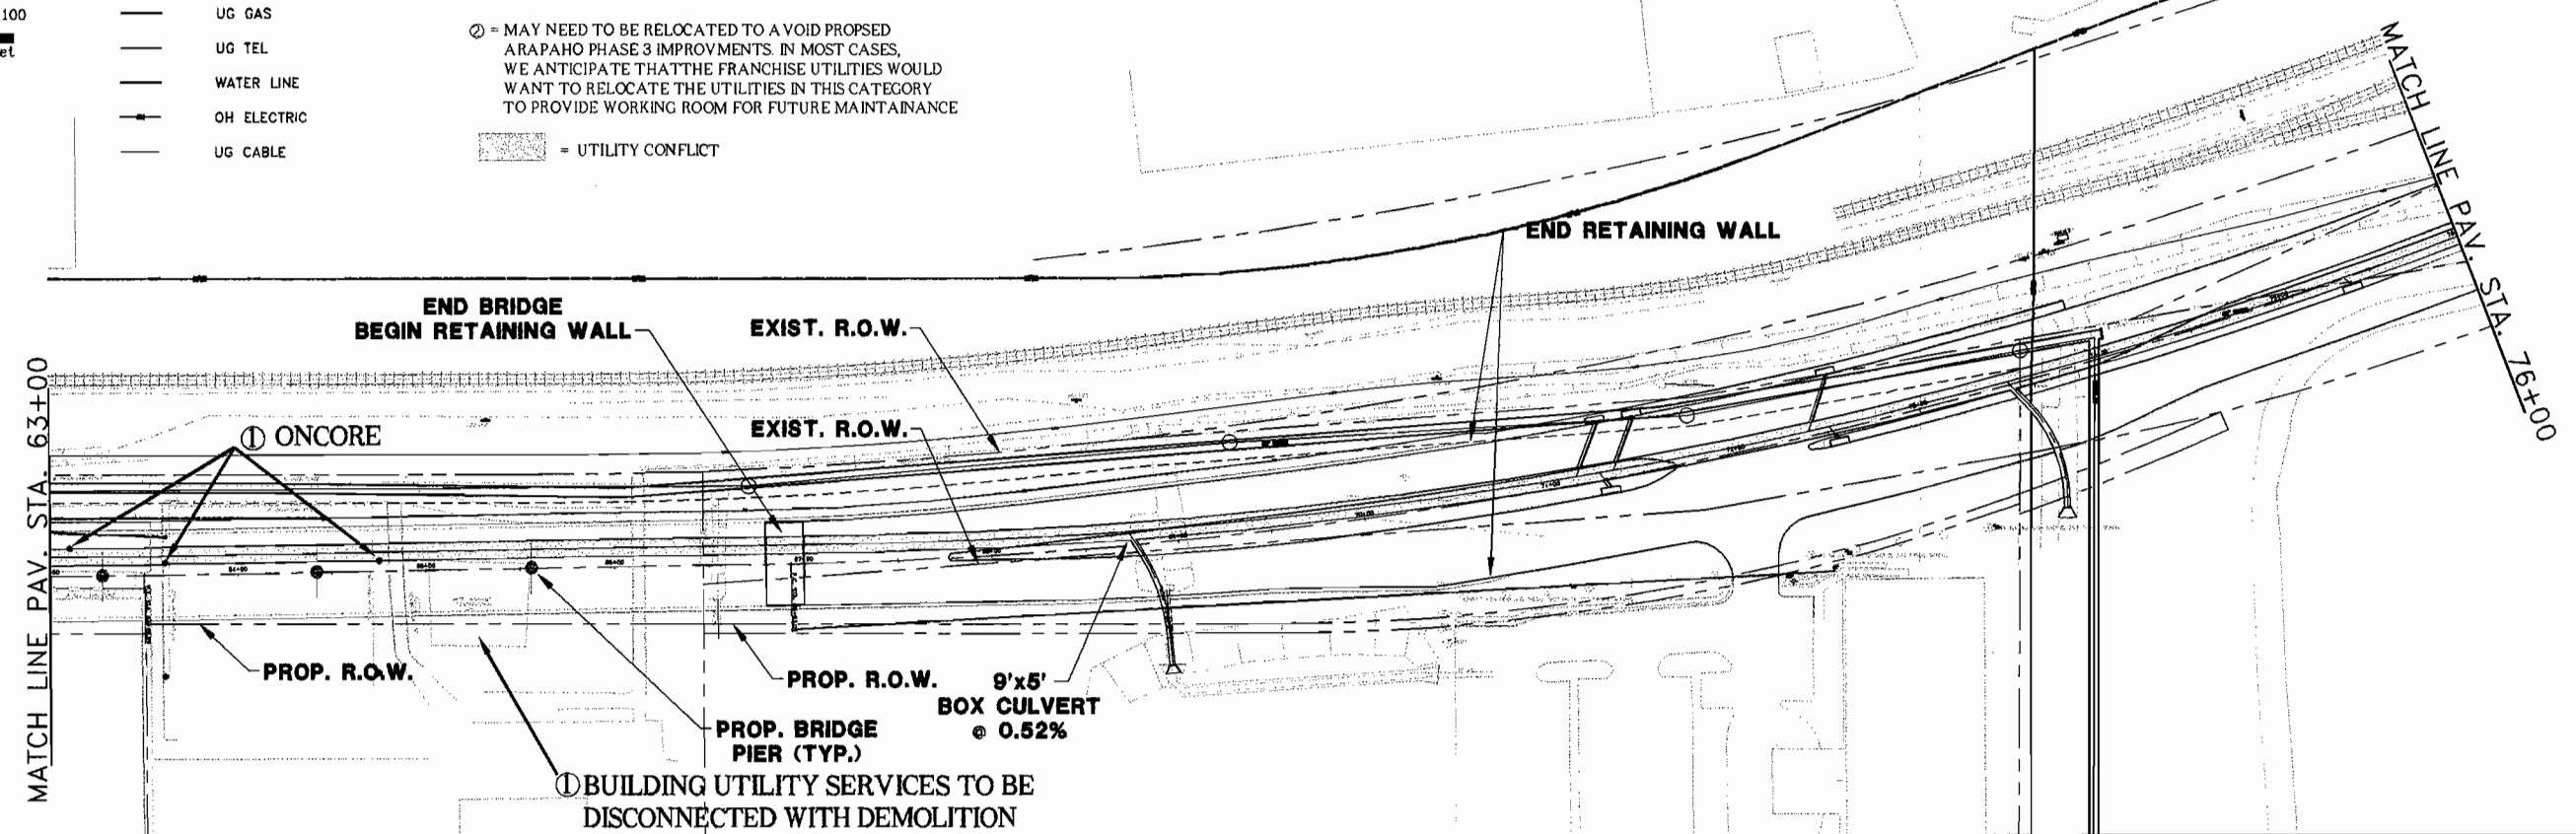 100
et
UG GAS
UG TEL
WATER LINE
OH ELECTRIC
UG CABLE
② = MAY NEED TO BE RELOCATED TO AVOID PROPSED
ARAPAHO PHASE 3 IMPROVMENTS. IN MOST CASES,
WE ANTICIPATE THATTHE FRANCHISE UTILITIES WOULD
WANT TO RELOCATE THE UTILITIES IN THIS CATEGORY
TO PROVIDE WORKING ROOM FOR FUTURE MAINTAINANCE
= UTILITY CONFLICT
MATCH LINE PAV. STA. 76+00
END RETAINING WALL
END BRIDGE
BEGIN RETAINING WALL
EXIST. R.O.W.
EXIST. R.O.W.
① ONCORE
MATCH LINE PAV. STA. 63+00
PROP. R.O.W.
PROP. R.O.W.
9'x5'
BOX CULVERT
@ 0.52%
PROP. BRIDGE
PIER (TYP.)
① BUILDING UTILITY SERVICES TO BE
DISCONNECTED WITH DEMOLITION